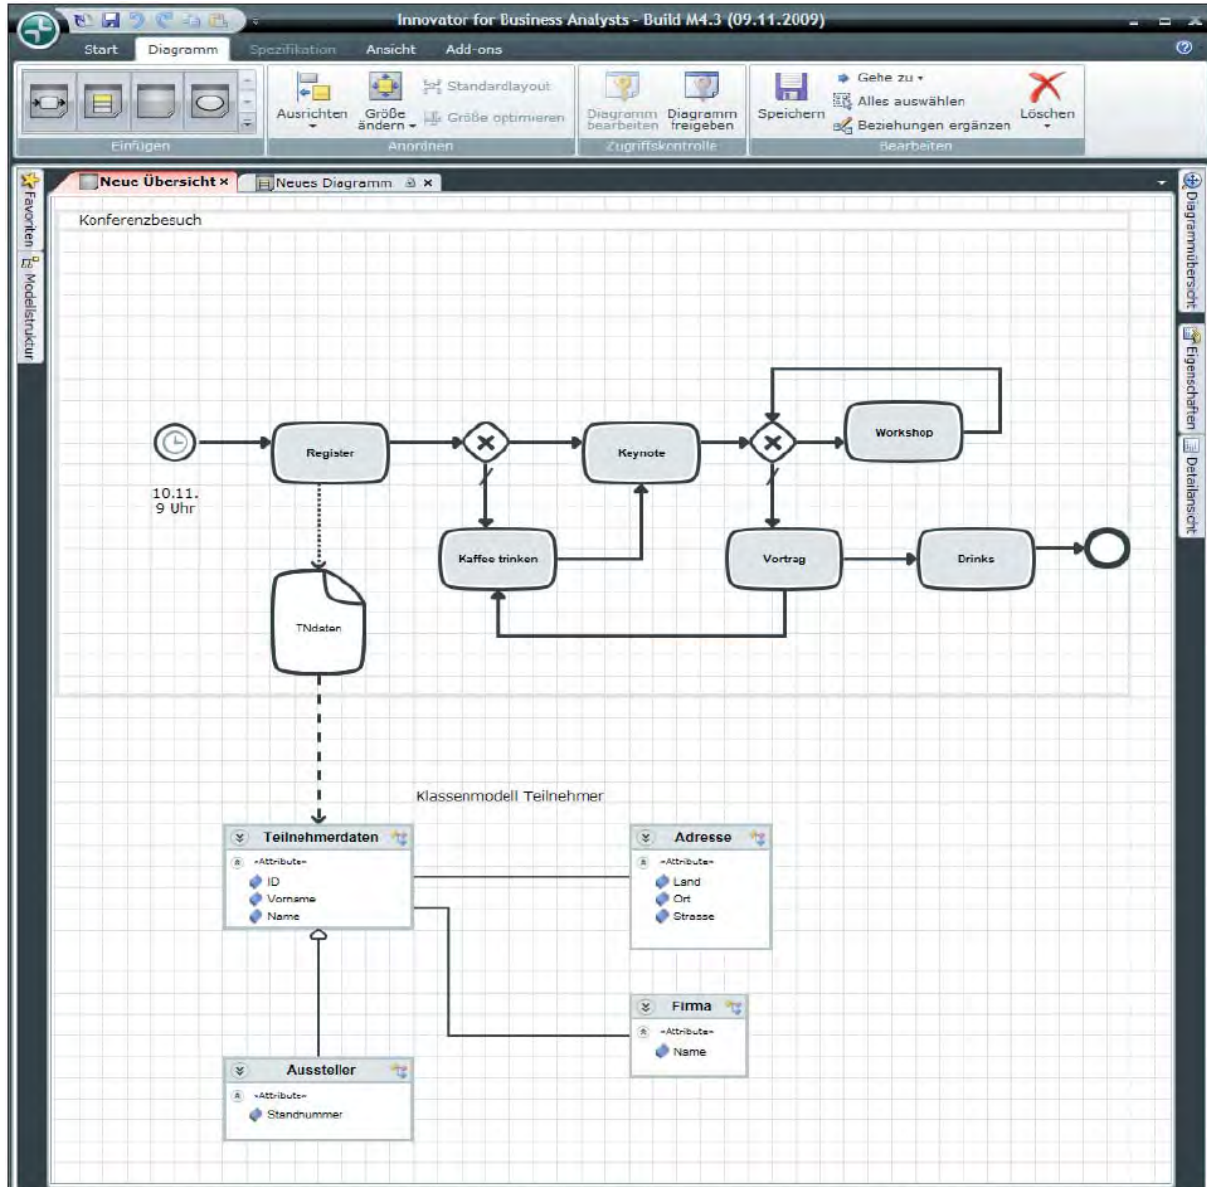 Innovator for Business Analysts - Build M4.3 (09.11.2009)
Start Diagramm Spezifikation Ansicht Add-ons
Ausrichten
Größe ändern
Standardlayout
Größe optimieren
Diagramm bearbeiten
Diagramm freigeben
Speichern
Gehe zu
Alles auswählen
Beziehungen ergänzen
Löschen
Einfügen Anordnen Zugriffskontrolle Bearbeiten
Neue Übersicht
Neues Diagramm
Favoriten
Modellstruktur
Diagrammübersicht
Eigenschaften
Detailansicht
Konferenzbesuch
10.11.
9 Uhr
Register
Keynote
Workshop
Kaffee trinken
Vortrag
Drinks
TNdaten
Klassenmodell Teilnehmer
Teilnehmerdaten
«Attribute»
ID
Vorname
Name
Adresse
«Attribute»
Land
Ort
Strasse
Firma
«Attribute»
Name
Aussteller
«Attribute»
Standnummer